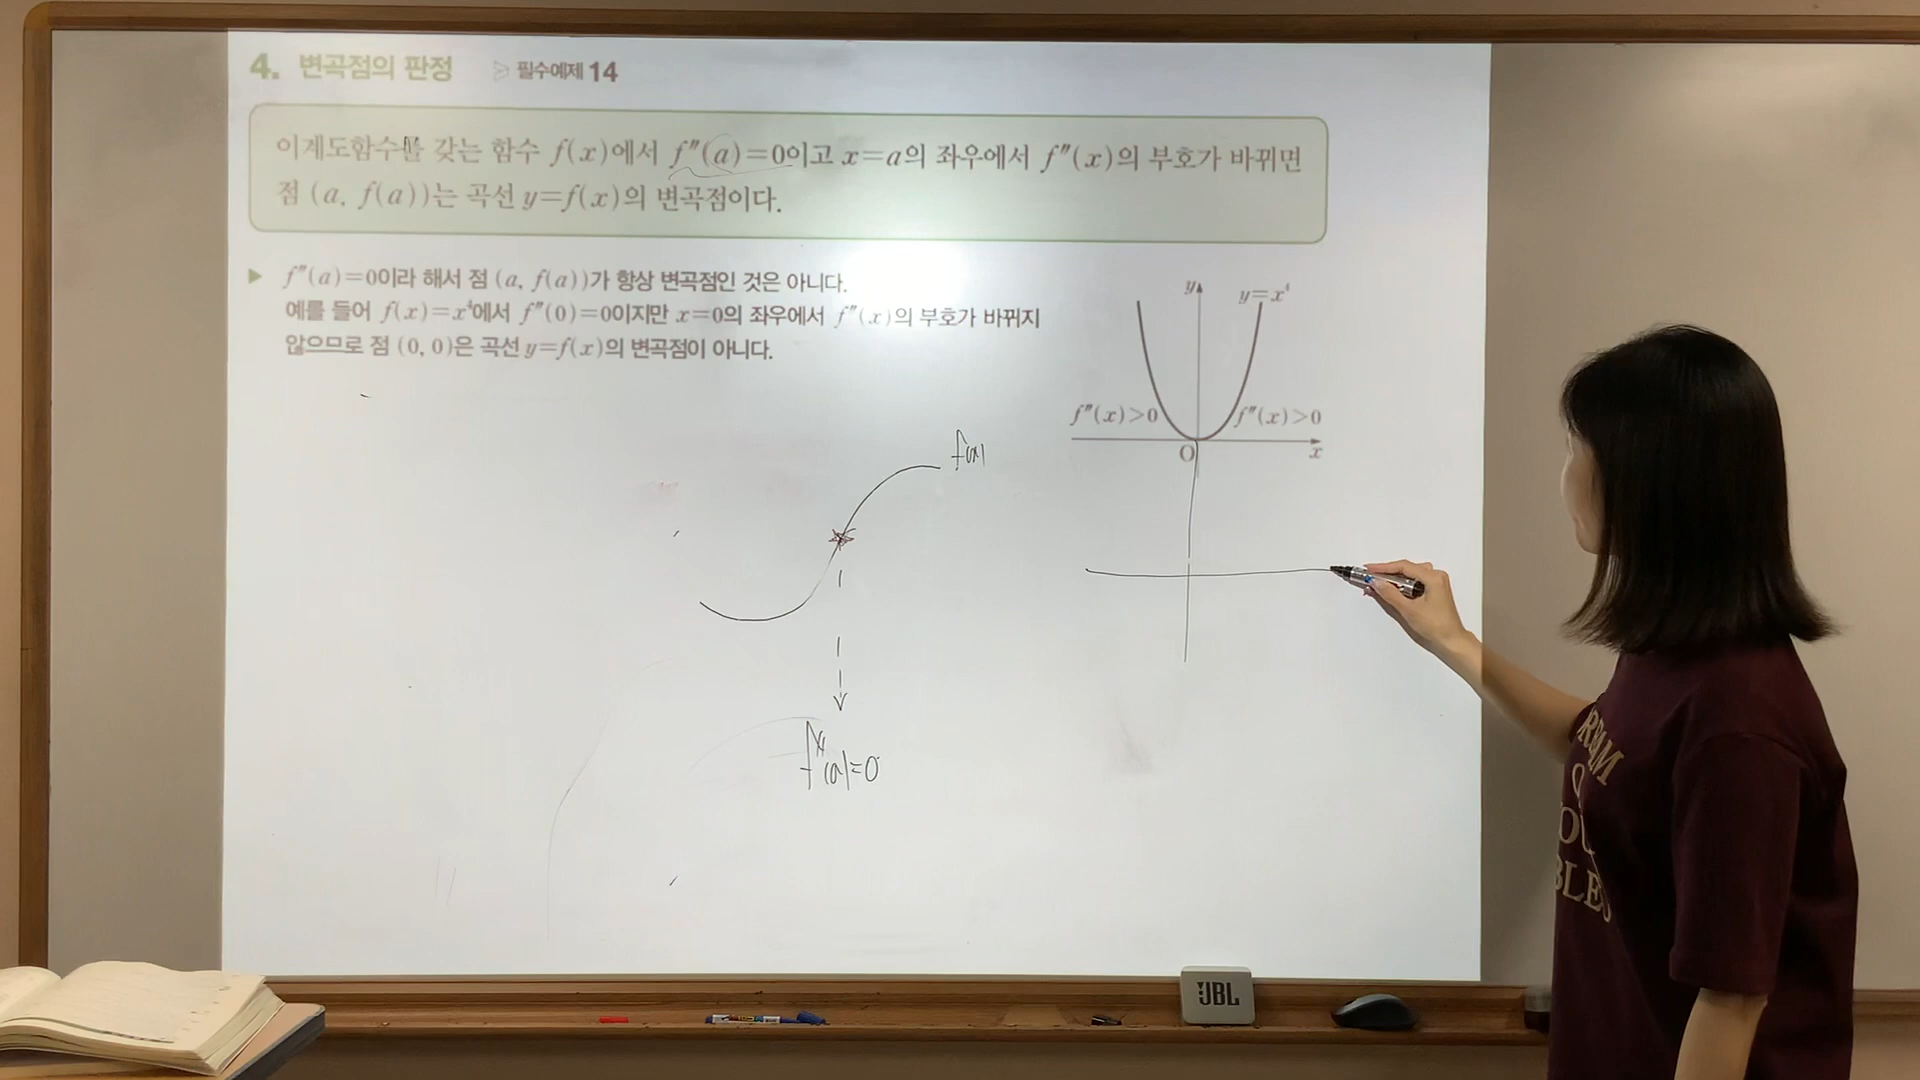 4. 변곡점의 판정 필수예제 14
이계도함수를 갖는 함수 f(x)에서 f″(a)=0이고 x=a의 좌우에서 f″(x)의 부호가 바뀌면
점 (a, f(a))는 곡선 y=f(x)의 변곡점이다.
▶ f″(a)=0이라 해서 점 (a, f(a))가 항상 변곡점인 것은 아니다.
예를 들어 f(x)=x⁴에서 f″(0)=0이지만 x=0의 좌우에서 f″(x)의 부호가 바뀌지
않으므로 점 (0, 0)은 곡선 y=f(x)의 변곡점이 아니다.
y
y=x⁴
f″(x)>0
f″(x)>0
O
x
f(x)
f″(a)=0
JBL